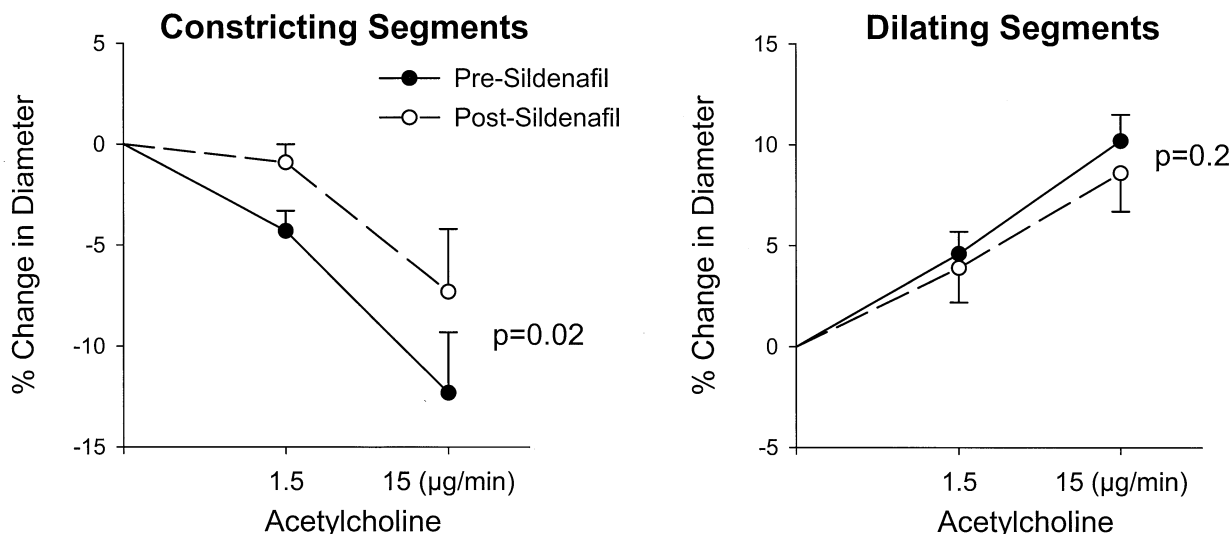 Constricting Segments
5
0
-5
-10
-15
% Change in Diameter
Pre-Sildenafil
Post-Sildenafil
p=0.02
1.5
15 (µg/min)
Acetylcholine
Dilating Segments
15
10
5
0
-5
% Change in Diameter
p=0.2
1.5
15 (µg/min)
Acetylcholine